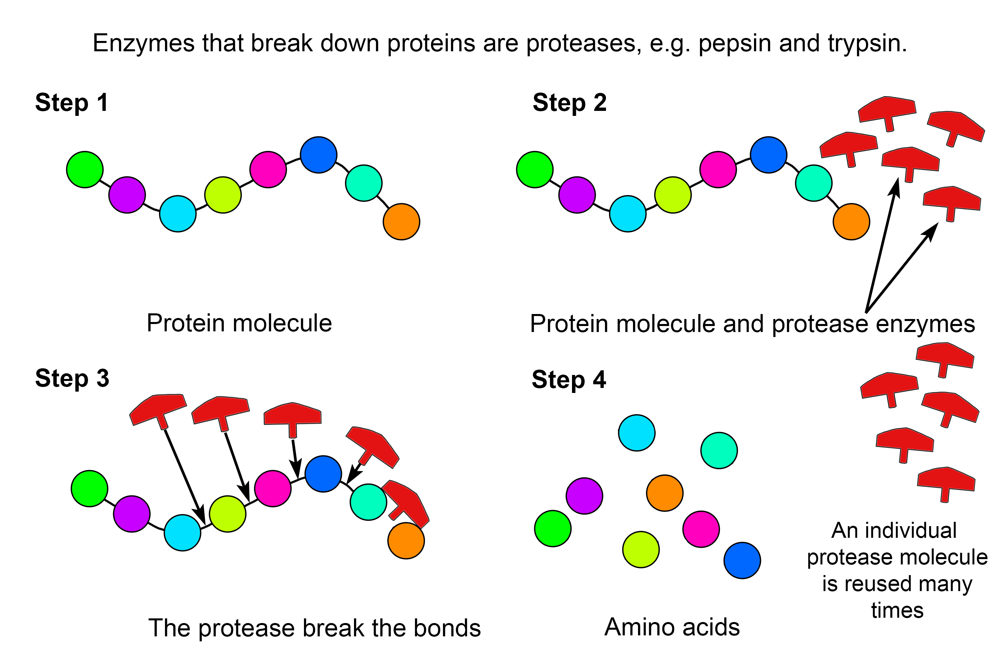 Enzymes that break down proteins are proteases, e.g. pepsin and trypsin.
Step 1
Protein molecule
Step 2
Protein molecule and protease enzymes
Step 3
The protease break the bonds
Step 4
Amino acids
An individual
protease molecule
is reused many
times